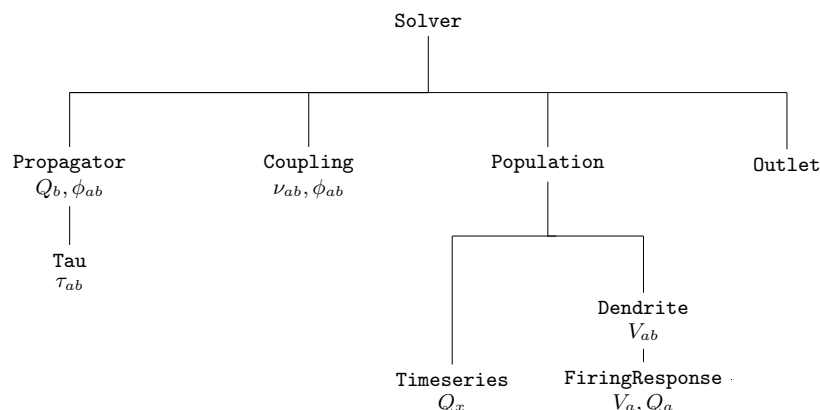 Solver
Propagator Coupling Population Outlet
Q_b, ϕ_ab ν_ab, ϕ_ab
Tau
τ_ab
Dendrite
V_ab
Timeseries FiringResponse
Q_x V_a, Q_a